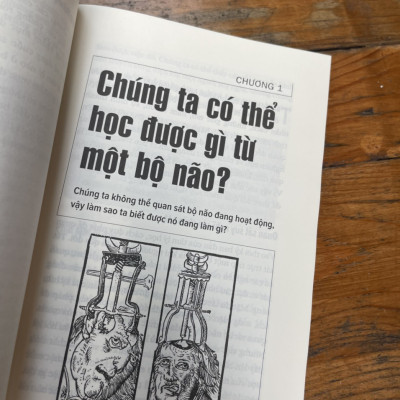 CHƯƠNG 1
Chúng ta có thể
học được gì từ
một bộ não?
Chúng ta không thể quan sát bộ não đang hoạt động,
vậy làm sao ta biết được nó đang làm gì?